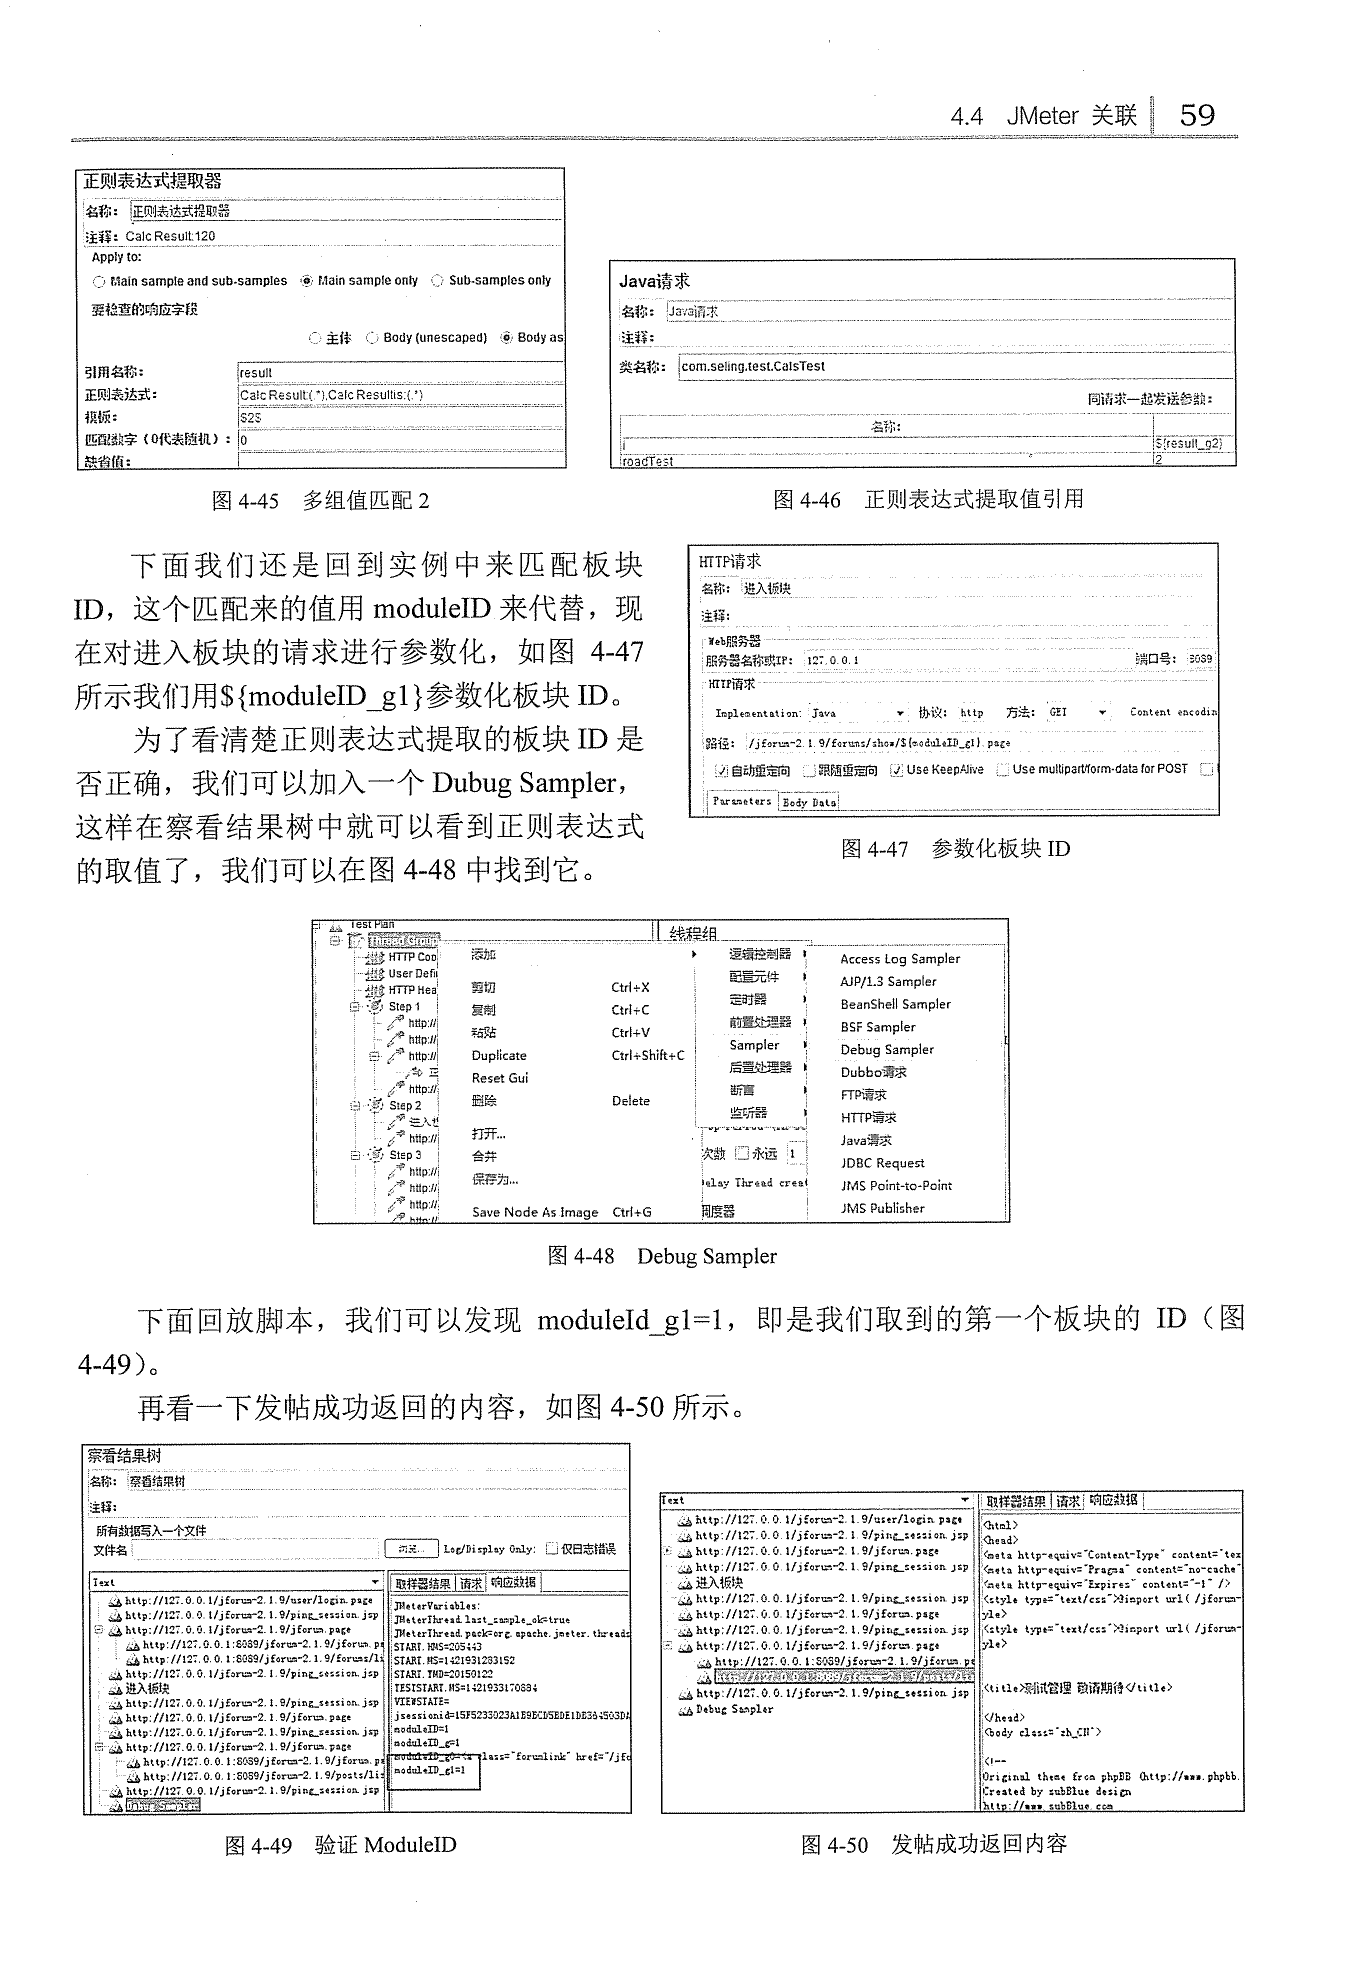 4.4 JMeter 关联 59
正则表达式提取器
名称: 正则表达式提取器
注释: Calc Result:120
Apply to:
Main sample and sub-samples Main sample only Sub-samples only
要检查的响应字段
主体 Body (unescaped) Body as
引用名称: result
正则表达式: Calc Result:(.*),Calc Resultis:(.*)
模板: $2$
匹配数字(0代表随机): 0
缺省值:
图 4-45 多组值匹配 2
Java请求
名称: Java请求
注释:
类名称: com.seling.test.CalsTest
同请求一起发送参数:
名称:
i ${result_g2}
roadTest 2
图 4-46 正则表达式提取值引用
下面我们还是回到实例中来匹配板块
ID，这个匹配来的值用 moduleID 来代替，现
在对进入板块的请求进行参数化，如图 4-47
所示我们用${moduleID_g1}参数化板块 ID。
为了看清楚正则表达式提取的板块 ID 是
否正确，我们可以加入一个 Dubug Sampler，
这样在察看结果树中就可以看到正则表达式
的取值了，我们可以在图 4-48 中找到它。
HTTP请求
名称: 进入板块
注释:
Web服务器
服务器名称或IP: 127.0.0.1 端口号: 8089
HTTP请求
Implementation: Java 协议: http 方法: GET Content encodin
路径: /jforum-2.1.9/forums/show/${moduleID_g1}.page
自动重定向 跟随重定向 Use KeepAlive Use multipart/form-data for POST
Parameters Body Data
图 4-47 参数化板块 ID
Test Plan
Thread Group 线程组
HTTP Coo 添加 逻辑控制器 Access Log Sampler
User Defi 配置元件 AJP/1.3 Sampler
HTTP Hea 剪切 Ctrl+X 定时器 BeanShell Sampler
Step 1 复制 Ctrl+C 前置处理器 BSF Sampler
http:// 粘贴 Ctrl+V Sampler Debug Sampler
http:// Duplicate Ctrl+Shift+C 后置处理器 Dubbo请求
http:// Reset Gui 断言 FTP请求
http:// 删除 Delete 监听器 HTTP请求
Step 2
进入
http:// 打开... Java请求
Step 3 合并 次数 永远 1 JDBC Request
http:// 保存为... elay Thread creat JMS Point-to-Point
http://
http:// Save Node As Image Ctrl+G 调度器 JMS Publisher
http://
图 4-48 Debug Sampler
下面回放脚本，我们可以发现 moduleId_g1=1，即是我们取到的第一个板块的 ID（图
4-49）。
再看一下发帖成功返回的内容，如图 4-50 所示。
察看结果树
名称: 察看结果树
注释:
所有数据写入一个文件
文件名 浏览... Log/Display Only: 仅日志错误
Text 取样器结果 请求 响应数据
http://127.0.0.1/jforum-2.1.9/user/login.page
http://127.0.0.1/jforum-2.1.9/ping_session.jsp
http://127.0.0.1/jforum-2.1.9/jforum.page
http://127.0.0.1:8089/jforum-2.1.9/jforum.p
http://127.0.0.1:8089/jforum-2.1.9/forums/li
http://127.0.0.1/jforum-2.1.9/ping_session.jsp
进入板块
http://127.0.0.1/jforum-2.1.9/ping_session.jsp
http://127.0.0.1/jforum-2.1.9/jforum.page
http://127.0.0.1/jforum-2.1.9/ping_session.jsp
http://127.0.0.1/jforum-2.1.9/jforum.page
http://127.0.0.1:8089/jforum-2.1.9/jforum.p
http://127.0.0.1:8089/jforum-2.1.9/posts/li
http://127.0.0.1/jforum-2.1.9/ping_session.jsp
Debug Sampler
JMeterVariables:
JMeterThread.last_sample_ok=true
JMeterThread.pack=org.apache.jmeter.threads
START.HMS=205443
START.MS=1421931283152
START.YMD=20150122
TESTSTART.MS=1421933170884
VIEWSTATE=
moduleID=1
moduleID_g=1
moduleID_g1=1
图 4-49 验证 ModuleID
Text 取样器结果 请求 响应数据
http://127.0.0.1/jforum-2.1.9/user/login.page
http://127.0.0.1/jforum-2.1.9/ping_session.jsp
http://127.0.0.1/jforum-2.1.9/jforum.page
http://127.0.0.1/jforum-2.1.9/ping_session.jsp
进入板块
http://127.0.0.1/jforum-2.1.9/ping_session.jsp
http://127.0.0.1/jforum-2.1.9/jforum.page
http://127.0.0.1/jforum-2.1.9/ping_session.jsp
http://127.0.0.1/jforum-2.1.9/jforum.page
http://127.0.0.1:8089/jforum-2.1.9/jforum.p
http://127.0.0.1:8089/jforum-2.1.9/posts/li
http://127.0.0.1/jforum-2.1.9/ping_session.jsp
Debug Sampler
<html>
<head>
<meta http-equiv="Content-Type" content="tex
<meta http-equiv="Pragma" content="no-cache"
<meta http-equiv="Expires" content="-1" />
<style type="text/css">@import url( /jforum-
yle>
<style type="text/css">@import url( /jforum-
yle>
<title>测试管理 敬请期待</title>
</head>
<body class="zh_CN">
<!--
Original theme from phpBB (http://www.phpbb.
Created by subBlue design
http://www.subBlue.com
图 4-50 发帖成功返回内容